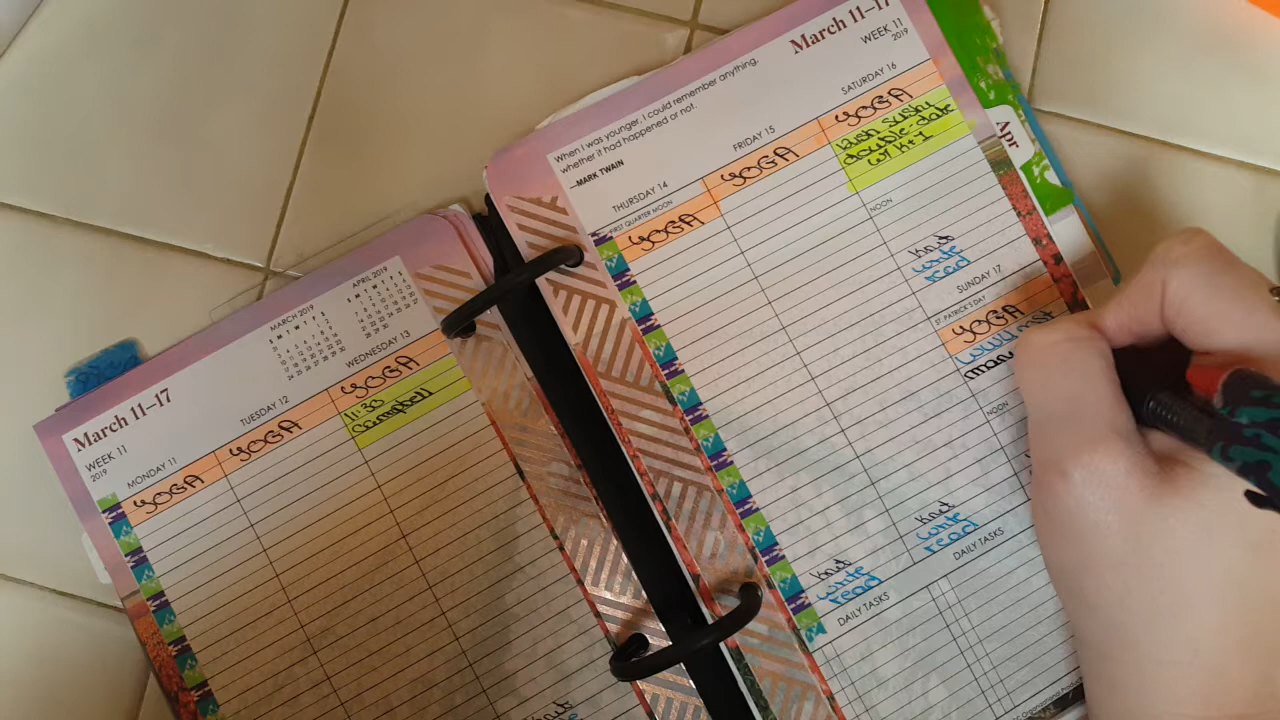 March 11–17
WEEK 11
2019
MARCH 2019
S M T W T F S
APRIL 2019
S M T W T F S
MONDAY 11
YOGA
TUESDAY 12
YOGA
WEDNESDAY 13
YOGA
11:30
Campbell
When I was younger, I could remember anything,
whether it had happened or not.
—MARK TWAIN
March 11–17
WEEK 11
2019
THURSDAY 14
FIRST QUARTER MOON
YOGA
FRIDAY 15
YOGA
Knit
write
read
SATURDAY 16
YOGA
double date
w/ K+J
NOON
Knit
write
read
SUNDAY 17
ST. PATRICK'S DAY
YOGA
NOON
Knit
write
read
DAILY TASKS
DAILY TASKS
Knit
Apr